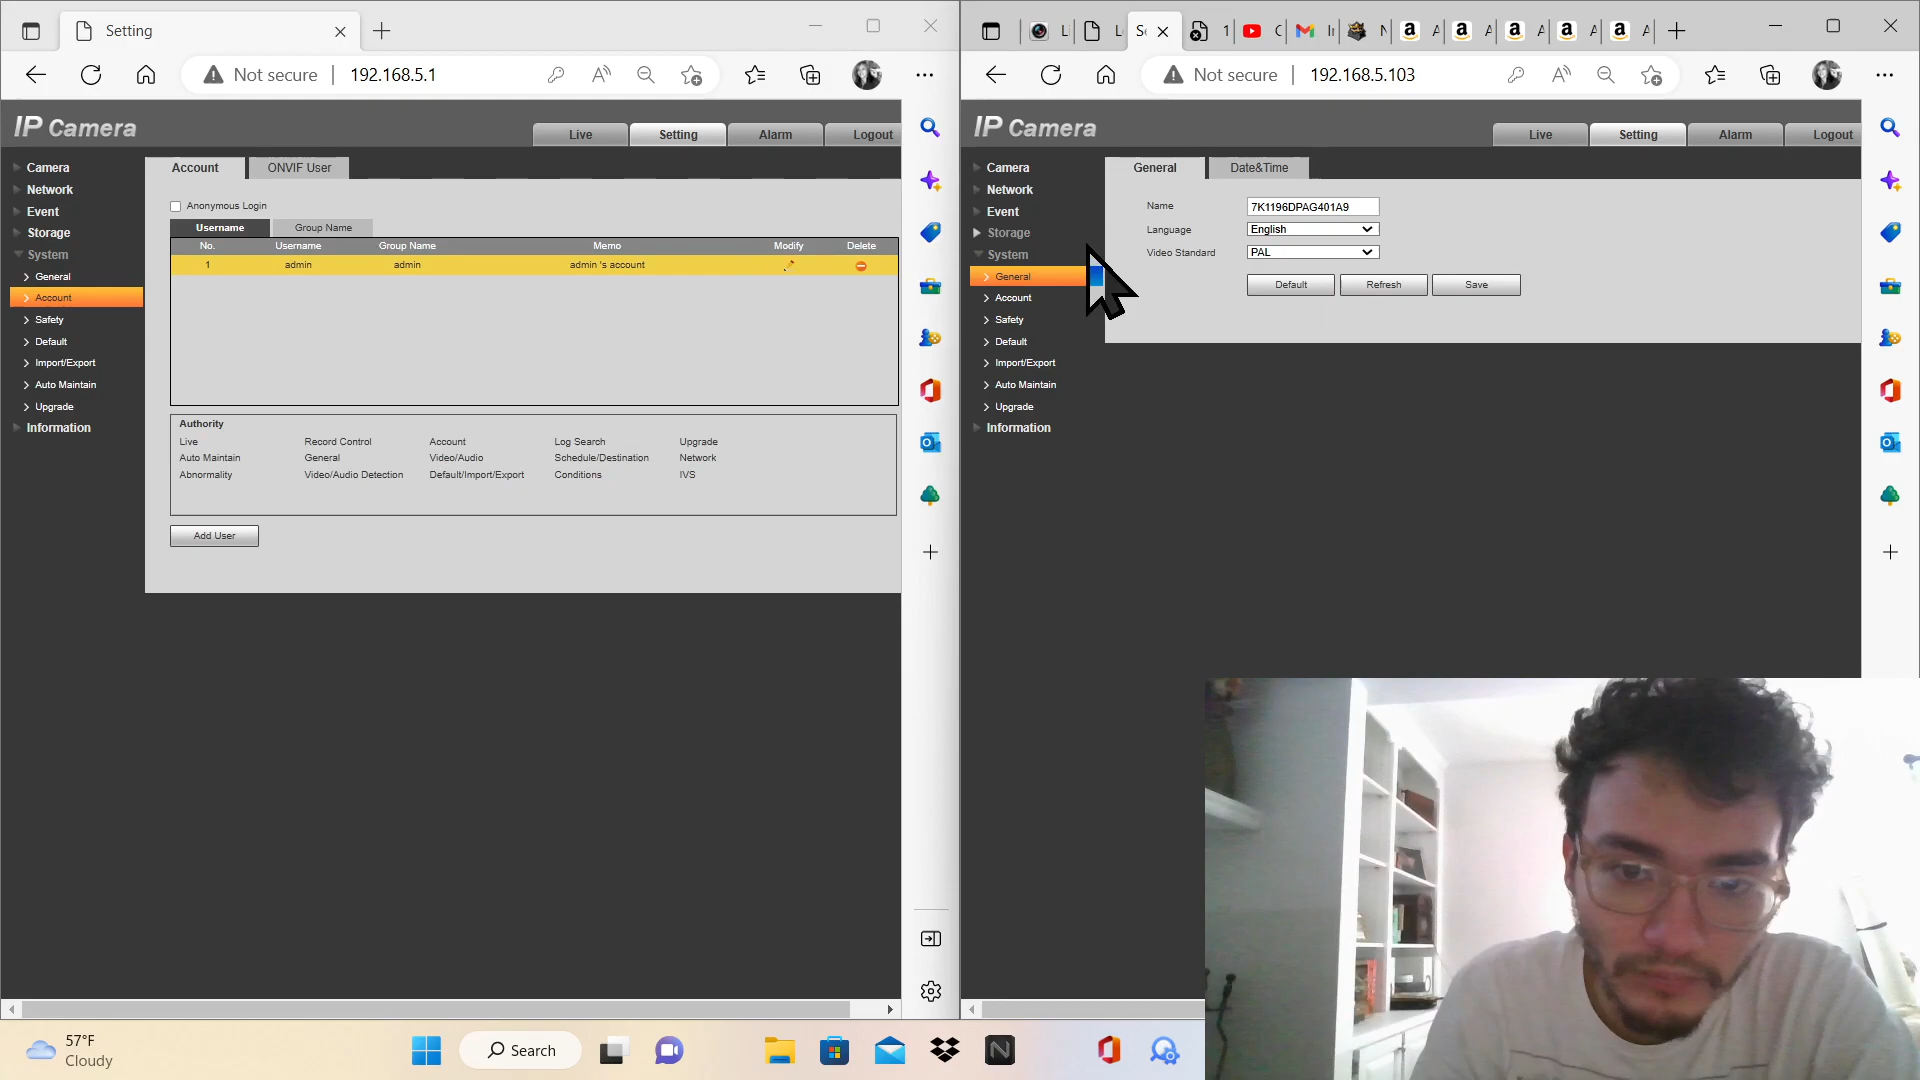 Setting
Not secure
192.168.5.1
IP Camera
Live
Setting
Alarm
Logout
Camera
Network
Event
Storage
System
General
Account
Safety
Default
Import/Export
Auto Maintain
Upgrade
Information
Account
ONVIF User
Anonymous Login
Username
Group Name
No. Username Group Name Memo Modify Delete
1 admin admin admin 's account
Authority
Live Record Control Account Log Search Upgrade
Auto Maintain General Video/Audio Schedule/Destination Network
Abnormality Video/Audio Detection Default/Import/Export Conditions IVS
Add User
Not secure
192.168.5.103
IP Camera
Live
Setting
Alarm
Logout
Camera
Network
Event
Storage
System
General
Account
Safety
Default
Import/Export
Auto Maintain
Upgrade
Information
General
Date&Time
Name 7K1196DPAG401A9
Language English
Video Standard PAL
Default
Refresh
Save
57°F
Cloudy
Search